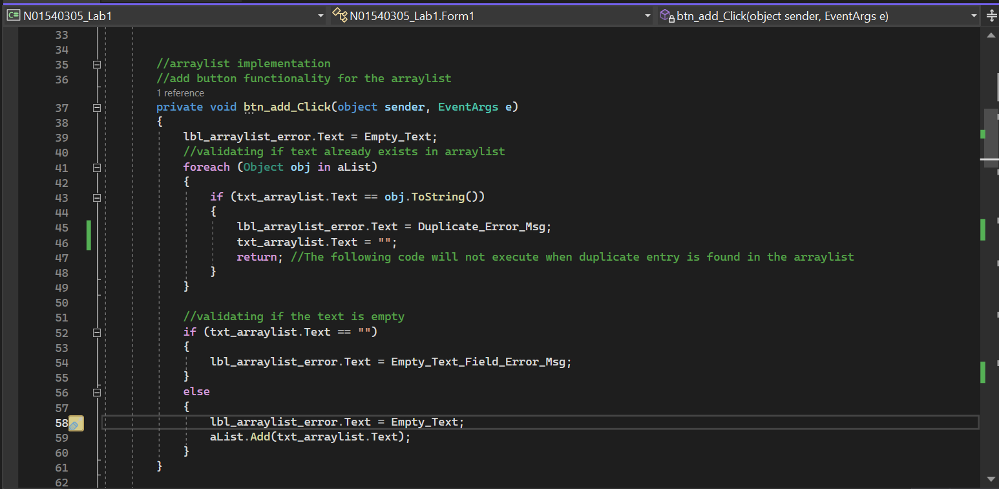 C# N01540305_Lab1 N01540305_Lab1.Form1 btn_add_Click(object sender, EventArgs e)
33
34
35 //arraylist implementation
36 //add button functionality for the arraylist
1 reference
37 private void btn_add_Click(object sender, EventArgs e)
38 {
39 lbl_arraylist_error.Text = Empty_Text;
40 //validating if text already exists in arraylist
41 foreach (Object obj in aList)
42 {
43 if (txt_arraylist.Text == obj.ToString())
44 {
45 lbl_arraylist_error.Text = Duplicate_Error_Msg;
46 txt_arraylist.Text = "";
47 return; //The following code will not execute when duplicate entry is found in the arraylist
48 }
49 }
50
51 //validating if the text is empty
52 if (txt_arraylist.Text == "")
53 {
54 lbl_arraylist_error.Text = Empty_Text_Field_Error_Msg;
55 }
56 else
57 {
58 lbl_arraylist_error.Text = Empty_Text;
59 aList.Add(txt_arraylist.Text);
60 }
61 }
62